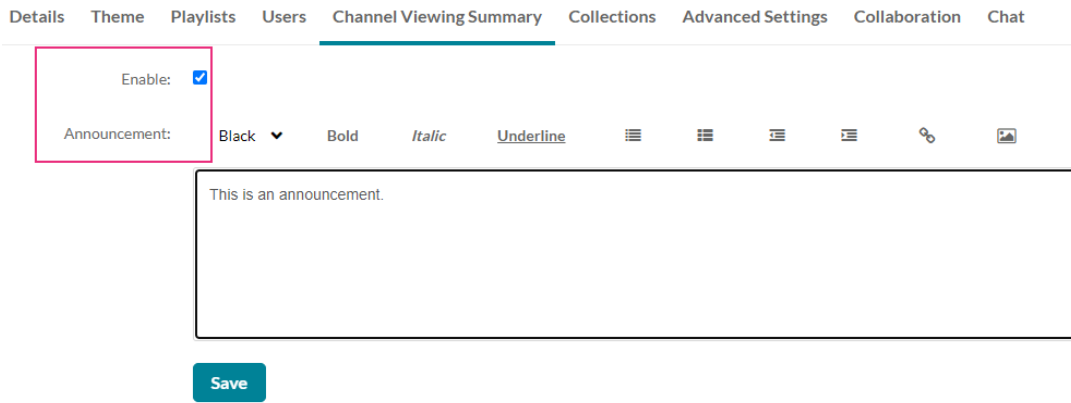 Details Theme Playlists Users Channel Viewing Summary Collections Advanced Settings Collaboration Chat
Enable:
Announcement: Black Bold Italic Underline
This is an announcement.
Save